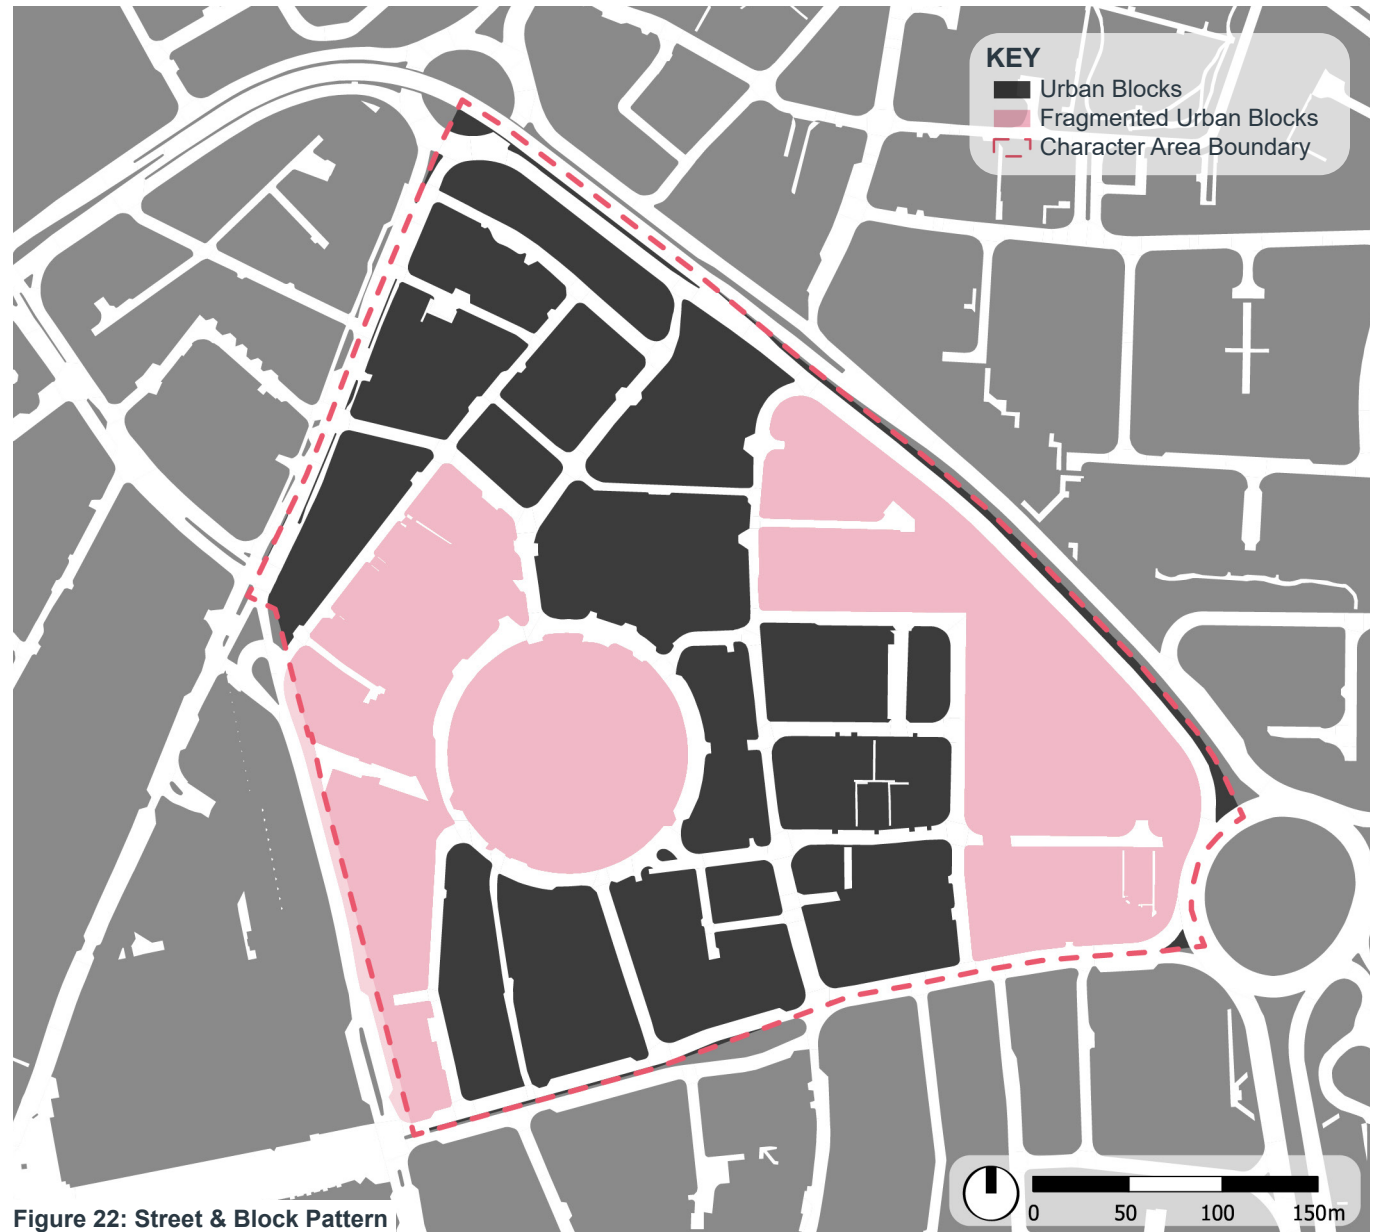 KEY
Urban Blocks
Fragmented Urban Blocks
Character Area Boundary
0 50 100 150m
Figure 22: Street & Block Pattern